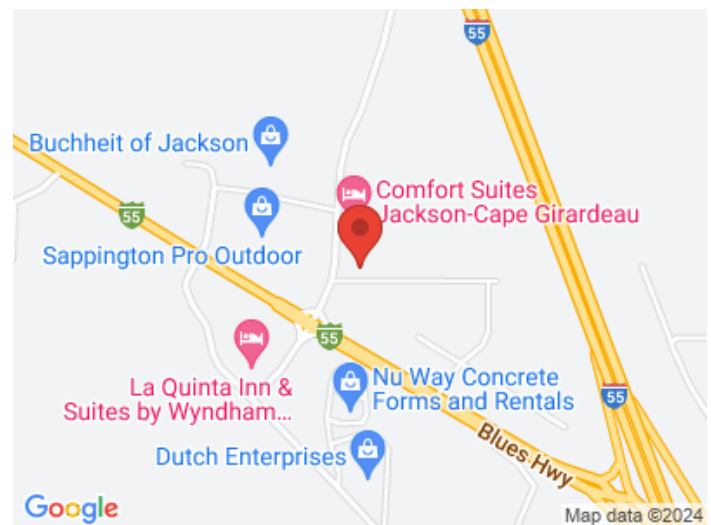 55
Buchheit of Jackson
Comfort Suites
Jackson-Cape Girardeau
55
Sappington Pro Outdoor
55
La Quinta Inn &
Suites by Wyndham...
Nu Way Concrete
Forms and Rentals
55
Blues Hwy
Dutch Enterprises
Google
Map data ©2024